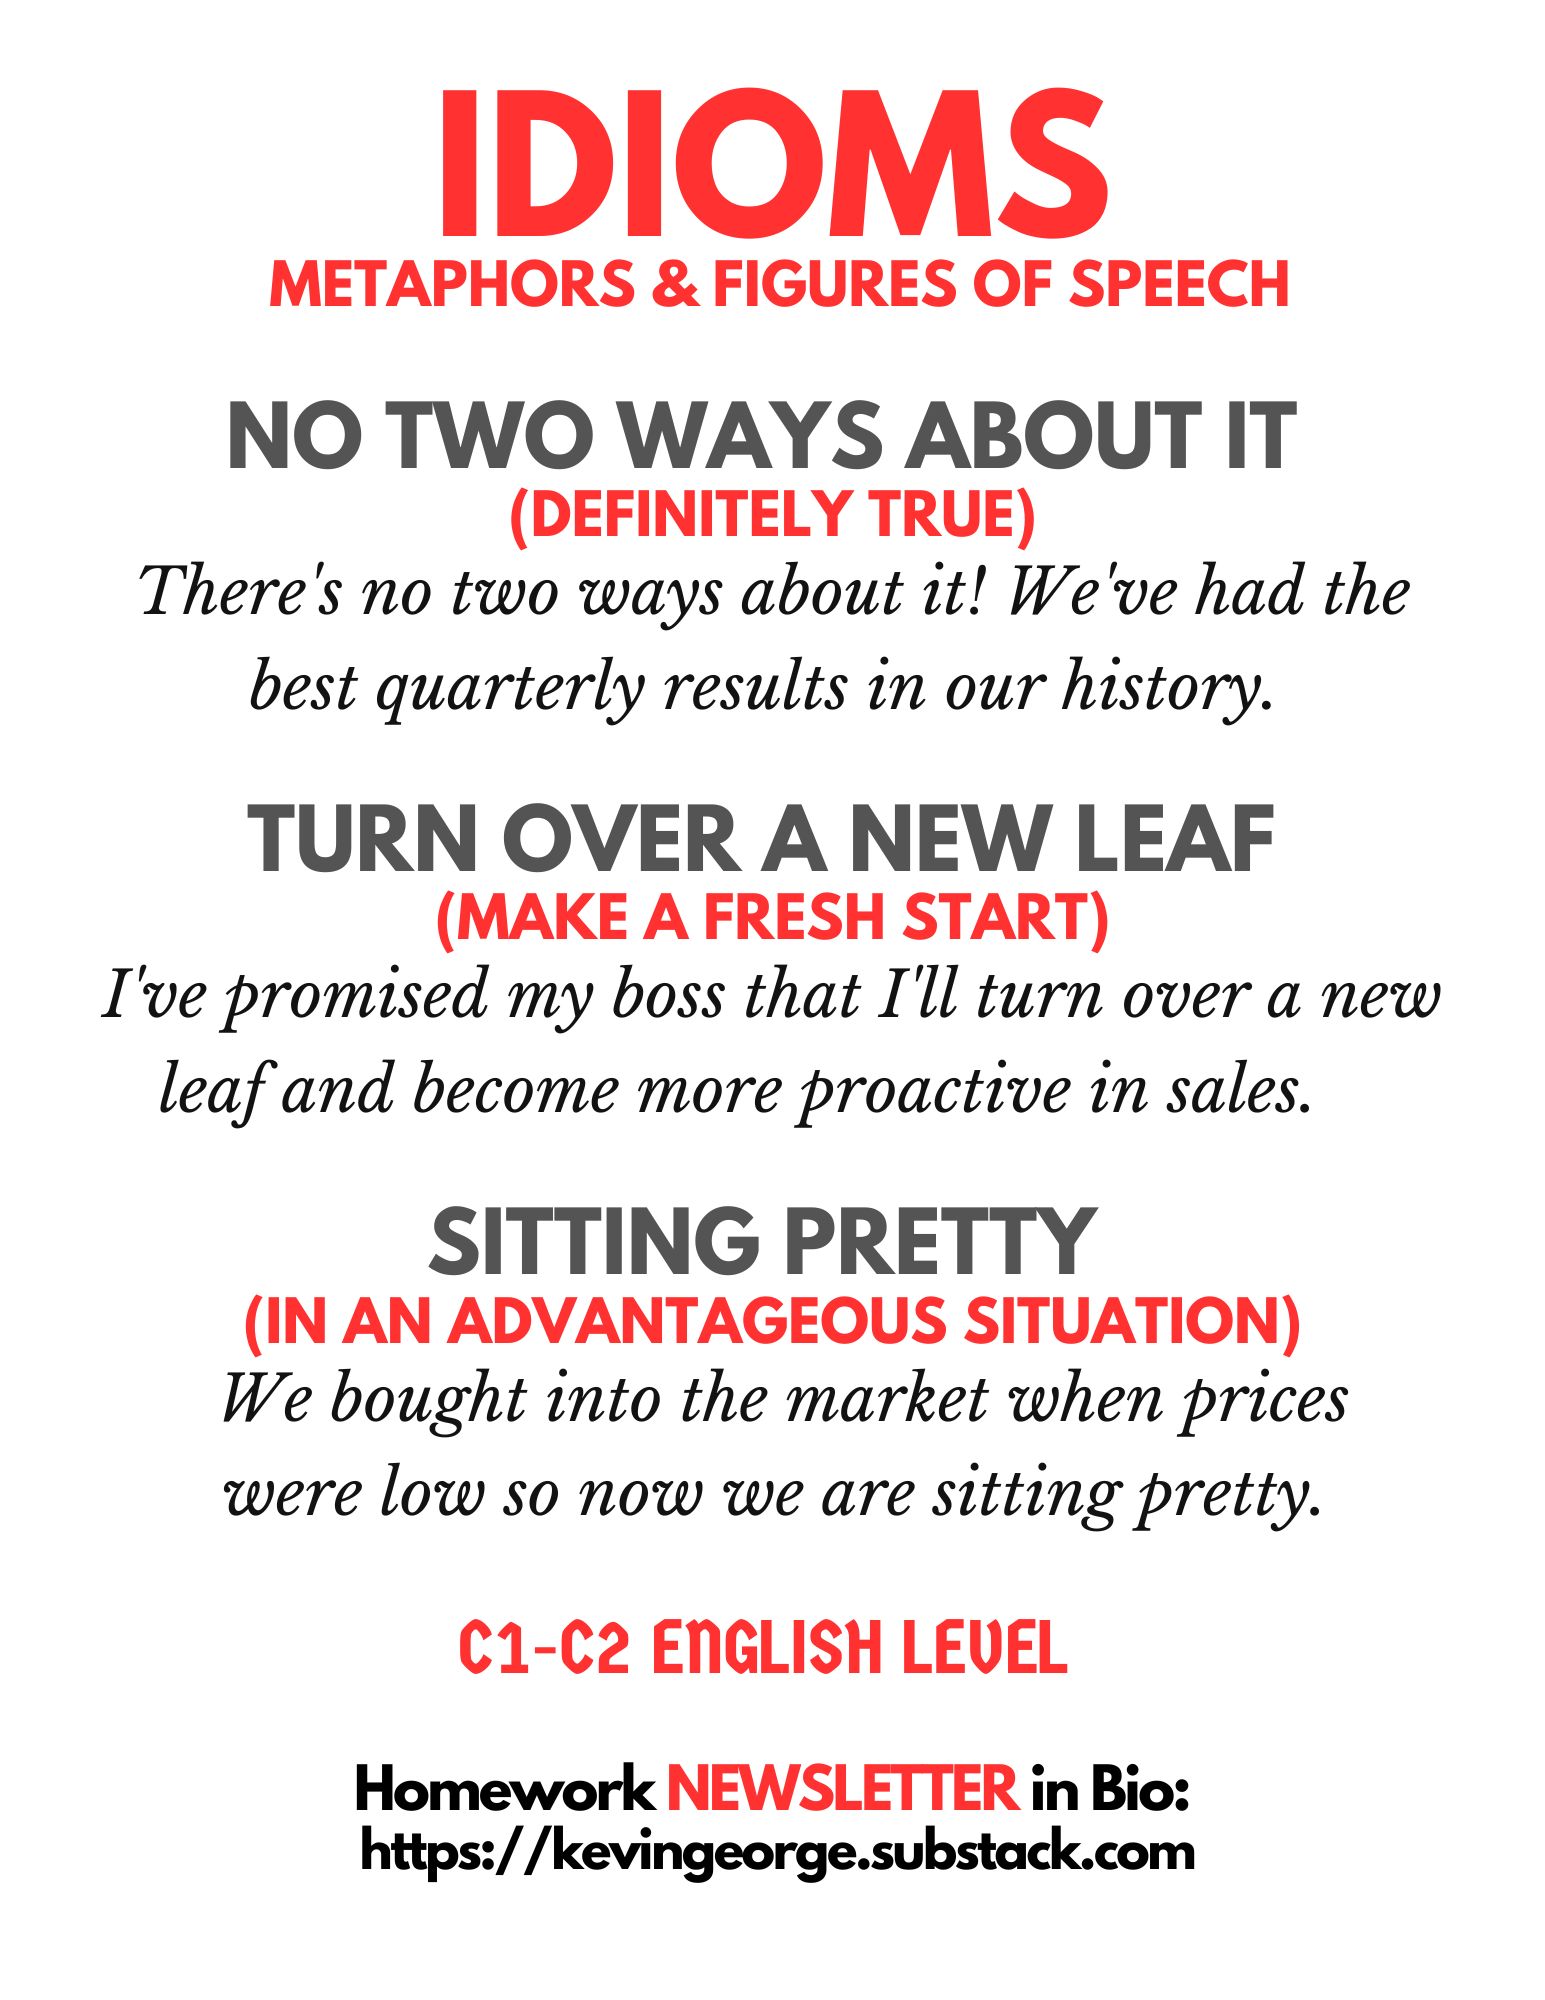 IDIOMS
METAPHORS & FIGURES OF SPEECH
NO TWO WAYS ABOUT IT
(DEFINITELY TRUE)
There's no two ways about it! We've had the
best quarterly results in our history.
TURN OVER A NEW LEAF
(MAKE A FRESH START)
I've promised my boss that I'll turn over a new
leaf and become more proactive in sales.
SITTING PRETTY
(IN AN ADVANTAGEOUS SITUATION)
We bought into the market when prices
were low so now we are sitting pretty.
C1-C2 ENGLISH LEVEL
Homework NEWSLETTER in Bio:
https://kevingeorge.substack.com